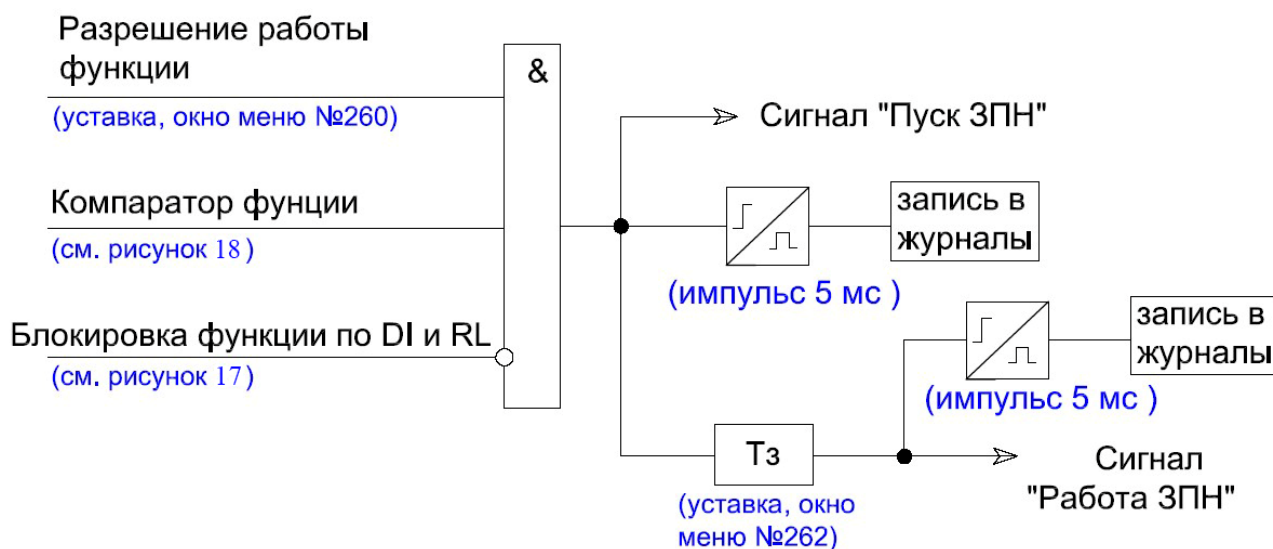 Разрешение работы
функции
(уставка, окно меню №260)
&
Сигнал "Пуск ЗПН"
Компаратор фунции
(см. рисунок 18)
запись в
журналы
(импульс 5 мс )
Блокировка функции по DI и RL
(см. рисунок 17)
запись в
журналы
(импульс 5 мс )
Тз
(уставка, окно
меню №262)
Сигнал
"Работа ЗПН"